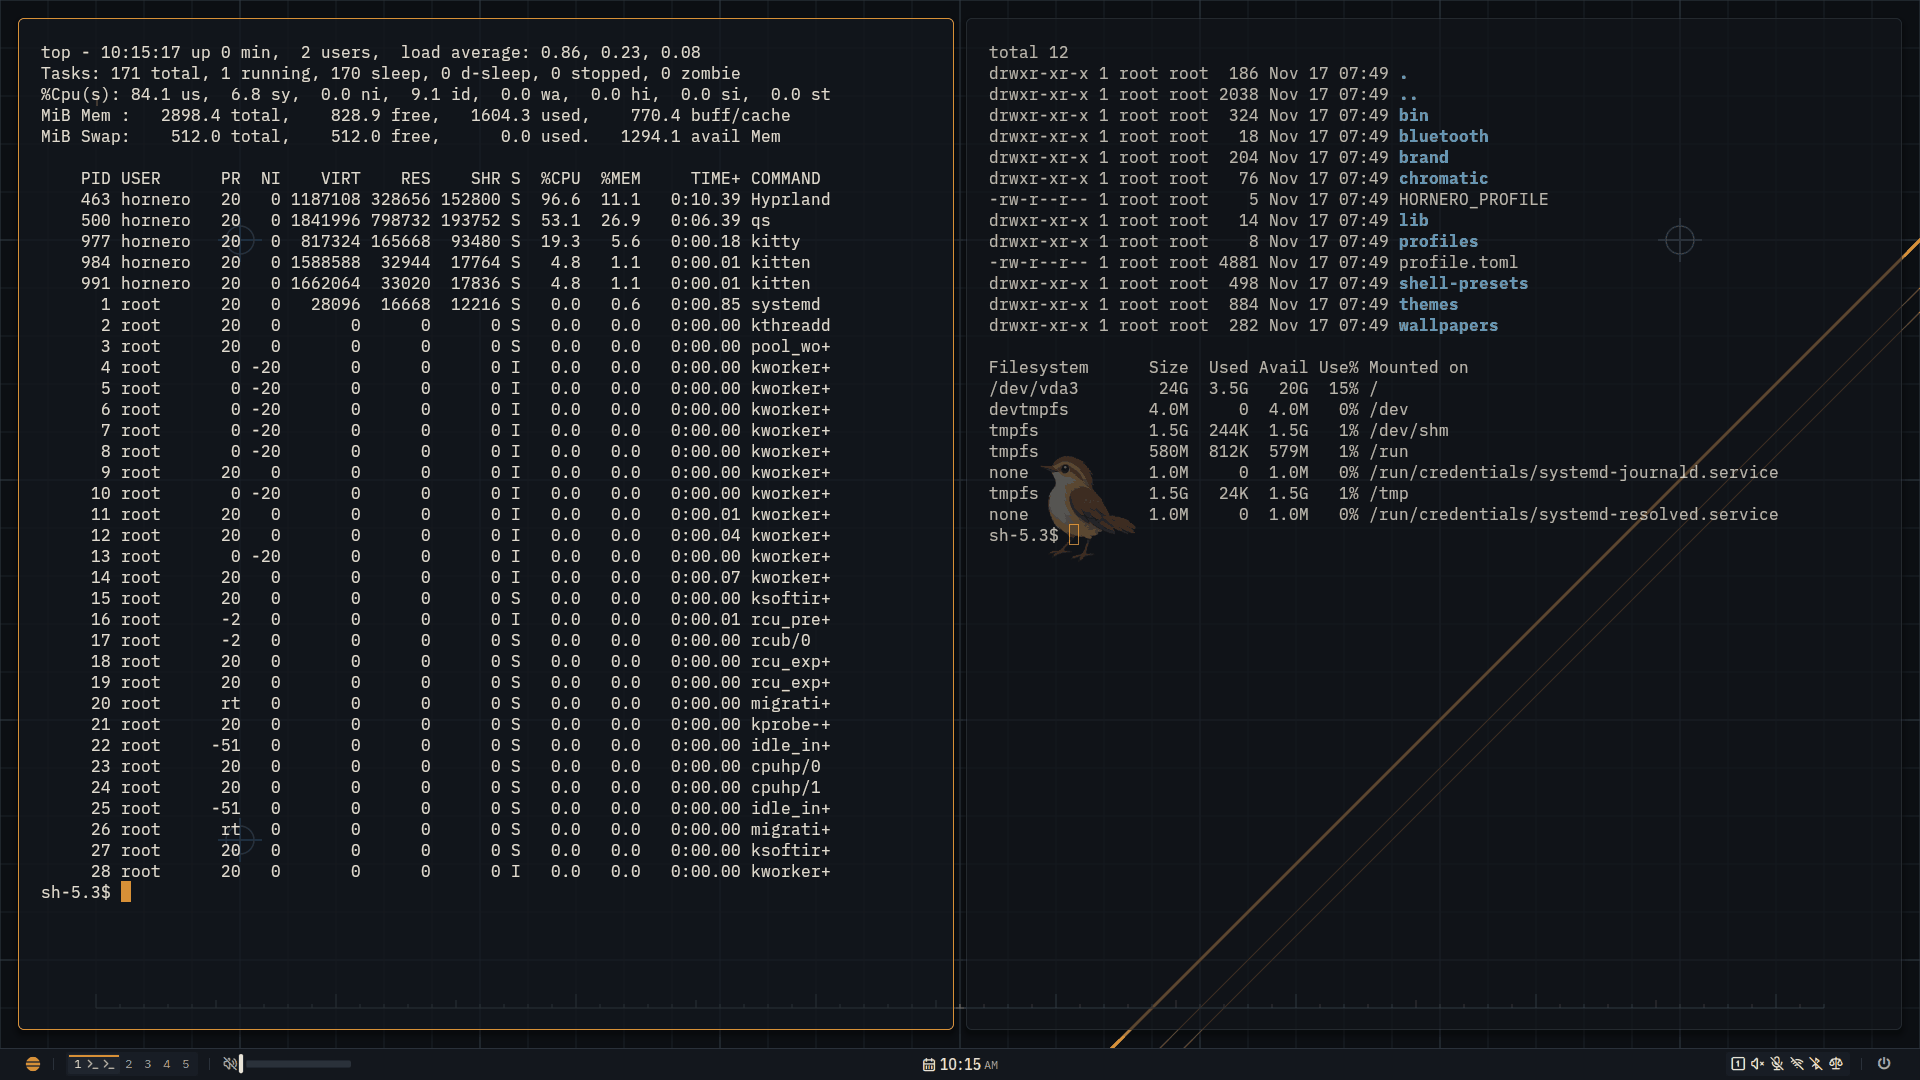 top - 10:15:17 up 0 min,  2 users,  load average: 0.86, 0.23, 0.08
Tasks: 171 total, 1 running, 170 sleep, 0 d-sleep, 0 stopped, 0 zombie
%Cpu(s): 84.1 us,  6.8 sy,  0.0 ni,  9.1 id,  0.0 wa,  0.0 hi,  0.0 si,  0.0 st
MiB Mem :   2898.4 total,    828.9 free,   1604.3 used,    770.4 buff/cache
MiB Swap:    512.0 total,    512.0 free,      0.0 used.   1294.1 avail Mem
PID USER      PR  NI    VIRT    RES    SHR S  %CPU  %MEM     TIME+ COMMAND
463 hornero   20   0 1187108 328656 152800 S  96.6  11.1   0:10.39 Hyprland
500 hornero   20   0 1841996 798732 193752 S  53.1  26.9   0:06.39 qs
977 hornero   20   0  817324 165668  93480 S  19.3   5.6   0:00.18 kitty
984 hornero   20   0 1588588  32944  17764 S   4.8   1.1   0:00.01 kitten
991 hornero   20   0 1662064  33020  17836 S   4.8   1.1   0:00.01 kitten
1 root      20   0   28096  16668  12216 S   0.0   0.6   0:00.85 systemd
2 root      20   0       0      0      0 S   0.0   0.0   0:00.00 kthreadd
3 root      20   0       0      0      0 S   0.0   0.0   0:00.00 pool_wo+
4 root       0 -20       0      0      0 I   0.0   0.0   0:00.00 kworker+
5 root       0 -20       0      0      0 I   0.0   0.0   0:00.00 kworker+
6 root       0 -20       0      0      0 I   0.0   0.0   0:00.00 kworker+
7 root       0 -20       0      0      0 I   0.0   0.0   0:00.00 kworker+
8 root       0 -20       0      0      0 I   0.0   0.0   0:00.00 kworker+
9 root      20   0       0      0      0 I   0.0   0.0   0:00.00 kworker+
10 root       0 -20       0      0      0 I   0.0   0.0   0:00.00 kworker+
11 root      20   0       0      0      0 I   0.0   0.0   0:00.01 kworker+
12 root      20   0       0      0      0 I   0.0   0.0   0:00.04 kworker+
13 root       0 -20       0      0      0 I   0.0   0.0   0:00.00 kworker+
14 root      20   0       0      0      0 I   0.0   0.0   0:00.07 kworker+
15 root      20   0       0      0      0 S   0.0   0.0   0:00.00 ksoftir+
16 root      -2   0       0      0      0 I   0.0   0.0   0:00.01 rcu_pre+
17 root      -2   0       0      0      0 S   0.0   0.0   0:00.00 rcub/0
18 root      20   0       0      0      0 S   0.0   0.0   0:00.00 rcu_exp+
19 root      20   0       0      0      0 S   0.0   0.0   0:00.00 rcu_exp+
20 root      rt   0       0      0      0 S   0.0   0.0   0:00.00 migrati+
21 root      20   0       0      0      0 S   0.0   0.0   0:00.00 kprobe-+
22 root     -51   0       0      0      0 S   0.0   0.0   0:00.00 idle_in+
23 root      20   0       0      0      0 S   0.0   0.0   0:00.00 cpuhp/0
24 root      20   0       0      0      0 S   0.0   0.0   0:00.00 cpuhp/1
25 root     -51   0       0      0      0 S   0.0   0.0   0:00.00 idle_in+
26 root      rt   0       0      0      0 S   0.0   0.0   0:00.00 migrati+
27 root      20   0       0      0      0 S   0.0   0.0   0:00.00 ksoftir+
28 root      20   0       0      0      0 I   0.0   0.0   0:00.00 kworker+
sh-5.3$
total 12
drwxr-xr-x 1 root root  186 Nov 17 07:49 .
drwxr-xr-x 1 root root 2038 Nov 17 07:49 ..
drwxr-xr-x 1 root root  324 Nov 17 07:49 bin
drwxr-xr-x 1 root root   18 Nov 17 07:49 bluetooth
drwxr-xr-x 1 root root  204 Nov 17 07:49 brand
drwxr-xr-x 1 root root   76 Nov 17 07:49 chromatic
-rw-r--r-- 1 root root    5 Nov 17 07:49 HORNERO_PROFILE
drwxr-xr-x 1 root root   14 Nov 17 07:49 lib
drwxr-xr-x 1 root root    8 Nov 17 07:49 profiles
-rw-r--r-- 1 root root 4881 Nov 17 07:49 profile.toml
drwxr-xr-x 1 root root  498 Nov 17 07:49 shell-presets
drwxr-xr-x 1 root root  884 Nov 17 07:49 themes
drwxr-xr-x 1 root root  282 Nov 17 07:49 wallpapers
Filesystem      Size  Used Avail Use% Mounted on
/dev/vda3        24G  3.5G   20G  15% /
devtmpfs        4.0M     0  4.0M   0% /dev
tmpfs           1.5G  244K  1.5G   1% /dev/shm
tmpfs           580M  812K  579M   1% /run
none            1.0M     0  1.0M   0% /run/credentials/systemd-journald.service
tmpfs           1.5G   24K  1.5G   1% /tmp
none            1.0M     0  1.0M   0% /run/credentials/systemd-resolved.service
sh-5.3$
1 >_ >_ 2 3 4 5
10:15 AM
1